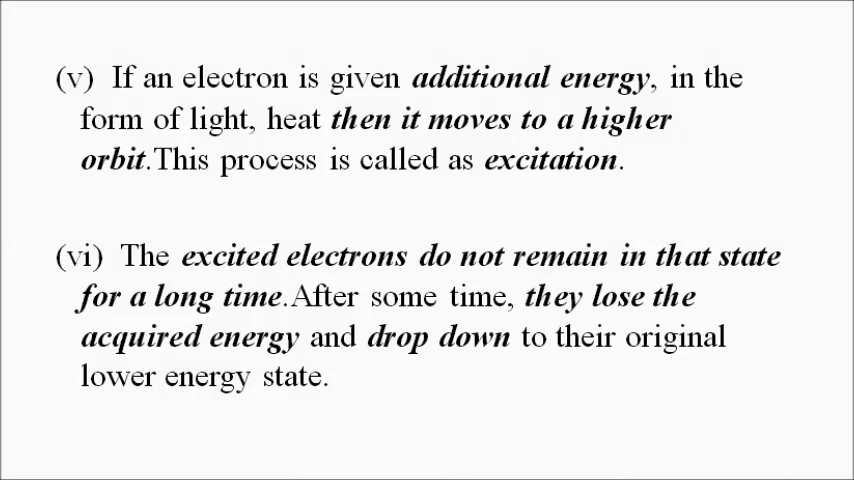 (v) If an electron is given additional energy, in the
form of light, heat then it moves to a higher
orbit.This process is called as excitation.
(vi) The excited electrons do not remain in that state
for a long time.After some time, they lose the
acquired energy and drop down to their original
lower energy state.